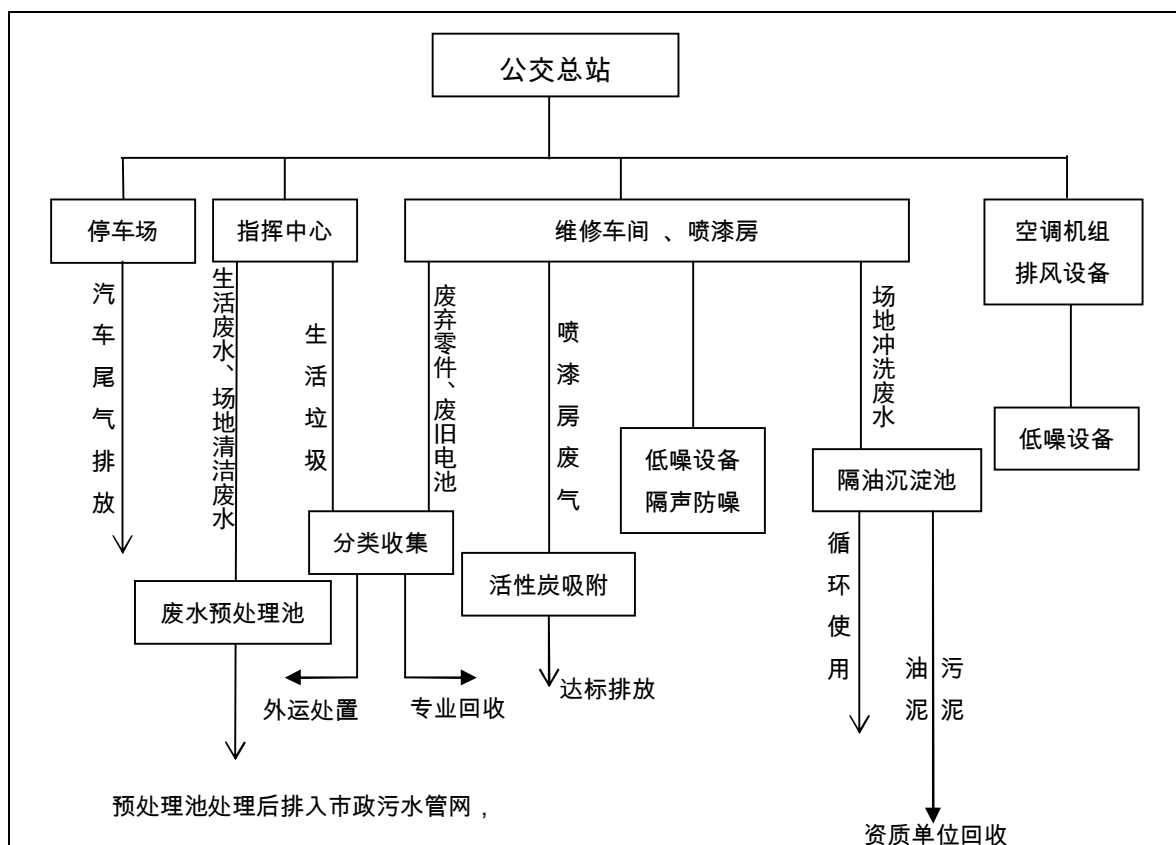 公交总站
停车场
指挥中心
维修车间 、喷漆房
空调机组
排风设备
汽车尾气排放
生活废水、场地清洁废水
生活垃圾
废弃零件、废旧电池
喷漆房废气
场地冲洗废水
低噪设备
隔声防噪
低噪设备
隔油沉淀池
分类收集
活性炭吸附
废水预处理池
循环使用
油泥
污泥
外运处置
专业回收
达标排放
预处理池处理后排入市政污水管网，
资质单位回收